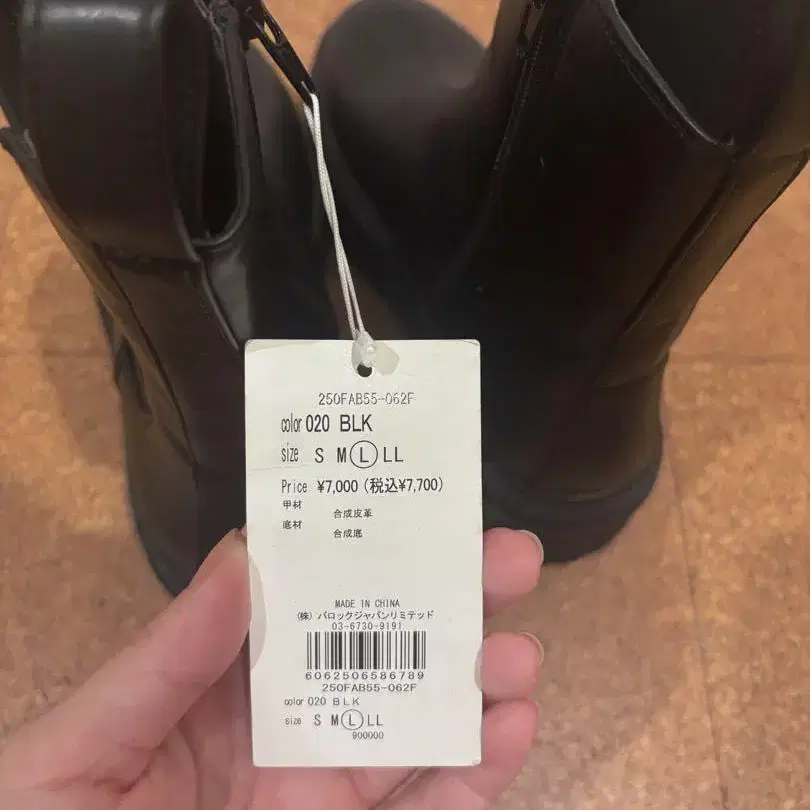 250FAB55-062F
color 020 BLK
size S M L LL
Price ¥7,000 (税込¥7,700)
甲材 合成皮革
底材 合成底
MADE IN CHINA
(株) バロックジャパンリミテッド
03-6730-9191
6062506586789
250FAB55-062F
color 020 BLK
size S M L LL
900000